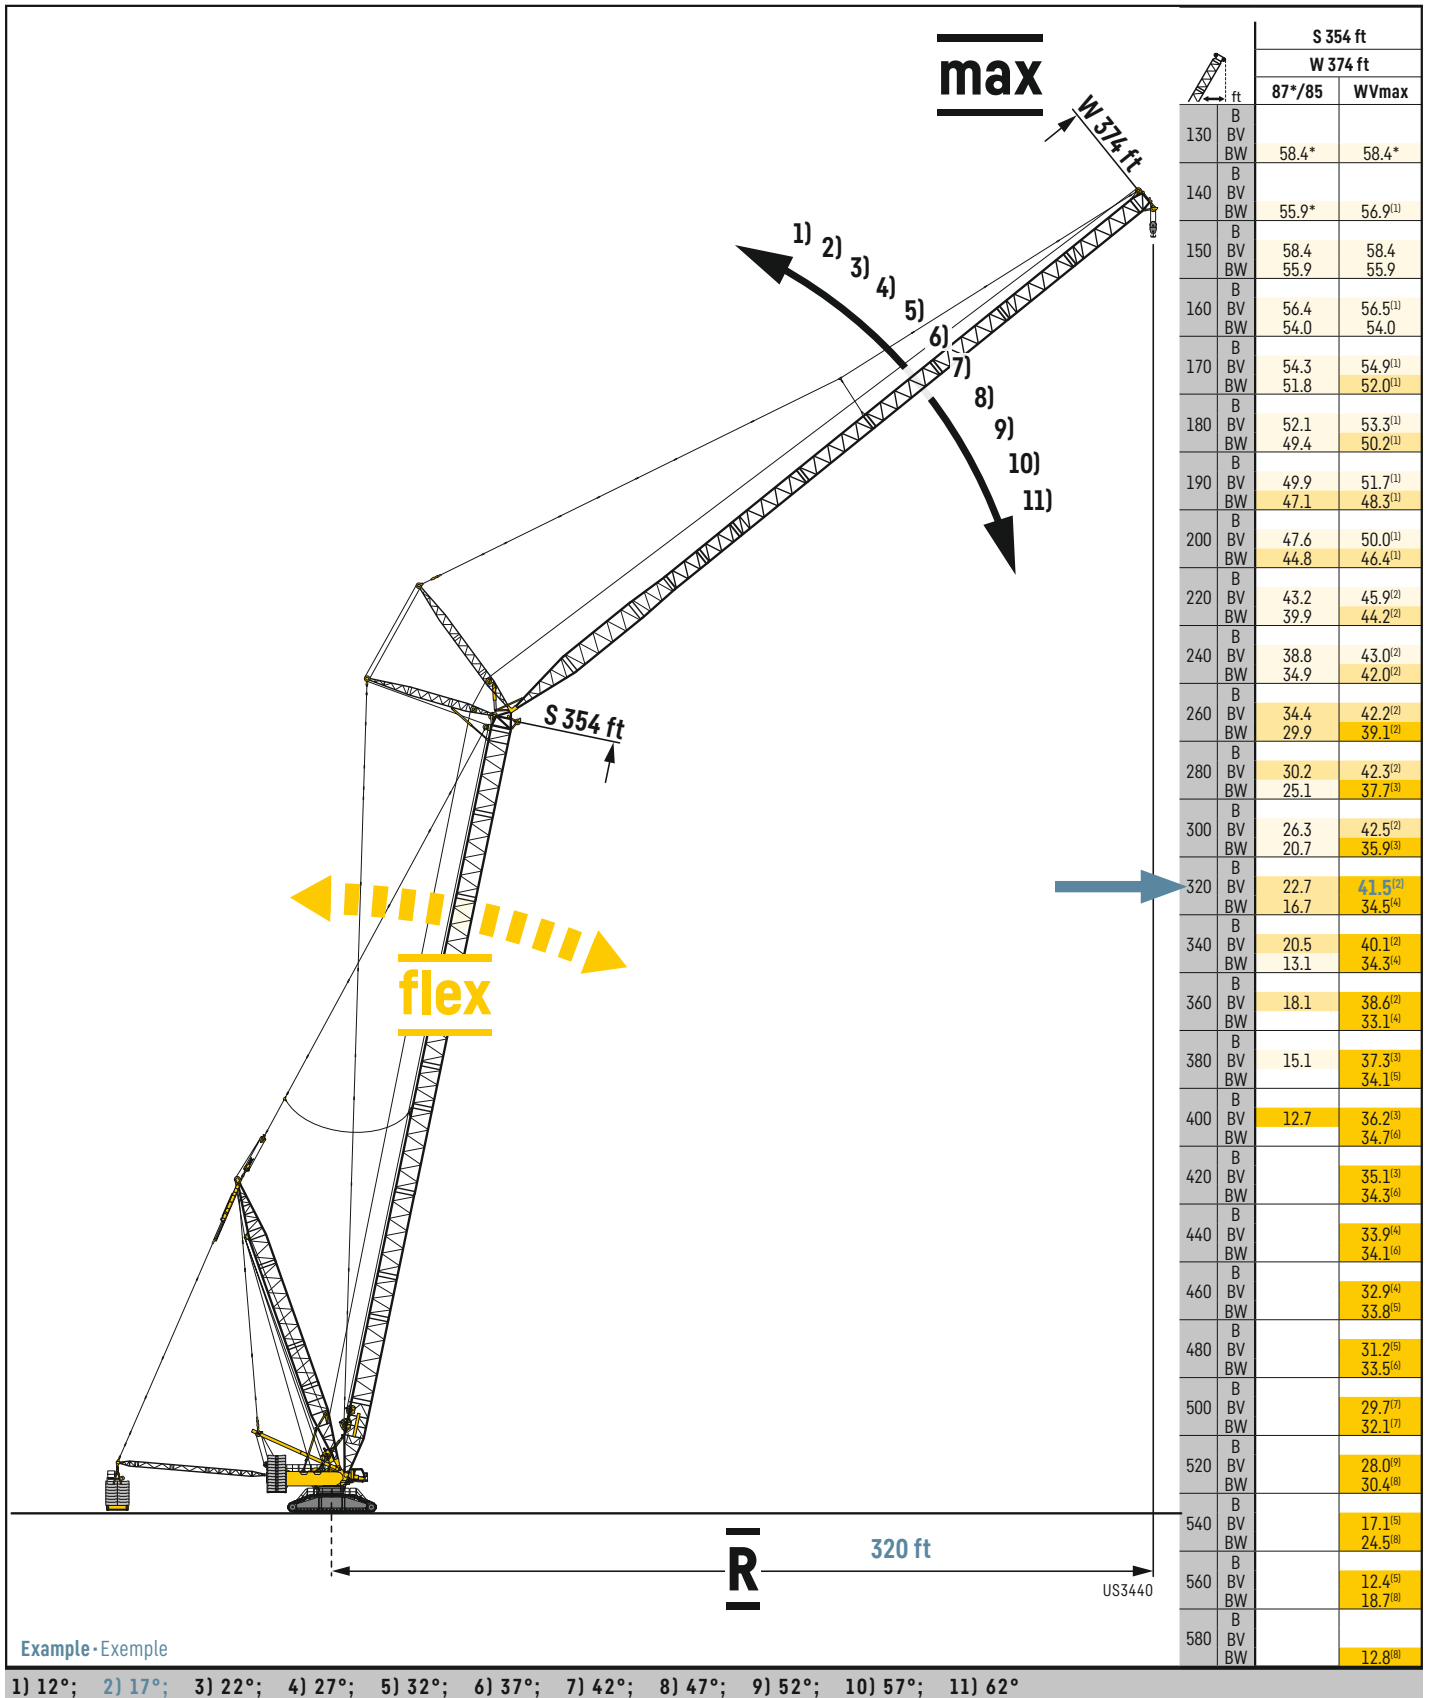 max
W 374 ft
1)
2)
3)
4)
5)
6)
7)
8)
9)
10)
11)
S 354 ft
flex
R
320 ft
US3440
Example · Exemple
S 354 ft
W 374 ft
ft 87*/85 WVmax
130 B
BV
BW 58.4* 58.4*
140 B
BV
BW 55.9* 56.9(1)
150 B
BV 58.4 58.4
BW 55.9 55.9
160 B
BV 56.4 56.5(1)
BW 54.0 54.0
170 B
BV 54.3 54.9(1)
BW 51.8 52.0(1)
180 B
BV 52.1 53.3(1)
BW 49.4 50.2(1)
190 B
BV 49.9 51.7(1)
BW 47.1 48.3(1)
200 B
BV 47.6 50.0(1)
BW 44.8 46.4(1)
220 B
BV 43.2 45.9(2)
BW 39.9 44.2(2)
240 B
BV 38.8 43.0(2)
BW 34.9 42.0(2)
260 B
BV 34.4 42.2(2)
BW 29.9 39.1(2)
280 B
BV 30.2 42.3(2)
BW 25.1 37.7(3)
300 B
BV 26.3 42.5(2)
BW 20.7 35.9(3)
320 B
BV 22.7 41.5(2)
BW 16.7 34.5(4)
340 B
BV 20.5 40.1(2)
BW 13.1 34.3(4)
360 B
BV 18.1 38.6(2)
BW 33.1(4)
380 B
BV 15.1 37.3(3)
BW 34.1(5)
400 B
BV 12.7 36.2(3)
BW 34.7(6)
420 B
BV 35.1(3)
BW 34.3(6)
440 B
BV 33.9(4)
BW 34.1(6)
460 B
BV 32.9(4)
BW 33.8(5)
480 B
BV 31.2(5)
BW 33.5(6)
500 B
BV 29.7(7)
BW 32.1(7)
520 B
BV 28.0(9)
BW 30.4(8)
540 B
BV 17.1(5)
BW 24.5(8)
560 B
BV 12.4(5)
BW 18.7(8)
580 B
BV
BW 12.8(8)
1) 12°; 2) 17°; 3) 22°; 4) 27°; 5) 32°; 6) 37°; 7) 42°; 8) 47°; 9) 52°; 10) 57°; 11) 62°